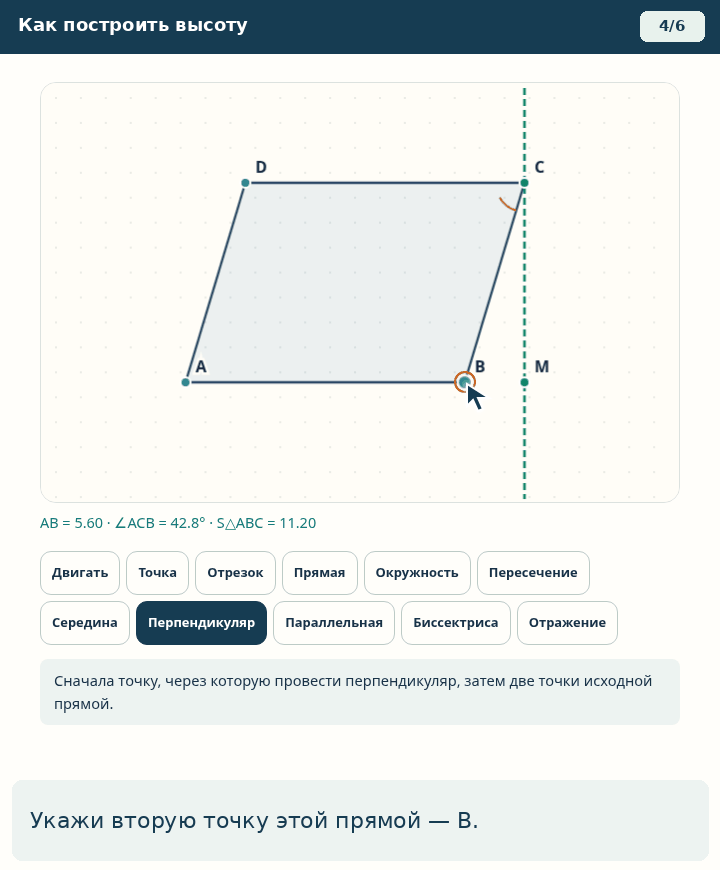 Как построить высоту
4/6
D
C
A
B
M
AB = 5.60 · ∠ACB = 42.8° · S△ABC = 11.20
Двигать
Точка
Отрезок
Прямая
Окружность
Пересечение
Середина
Перпендикуляр
Параллельная
Биссектриса
Отражение
Сначала точку, через которую провести перпендикуляр, затем две точки исходной
прямой.
Укажи вторую точку этой прямой — B.